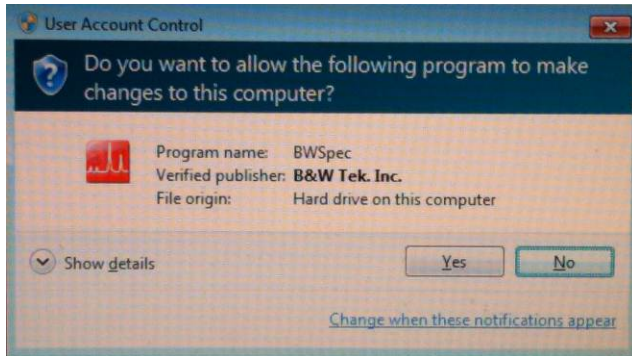 User Account Control
Do you want to allow the following program to make
changes to this computer?
Program name: BWSpec
Verified publisher: B&W Tek. Inc.
File origin: Hard drive on this computer
Show details
Yes
No
Change when these notifications appear